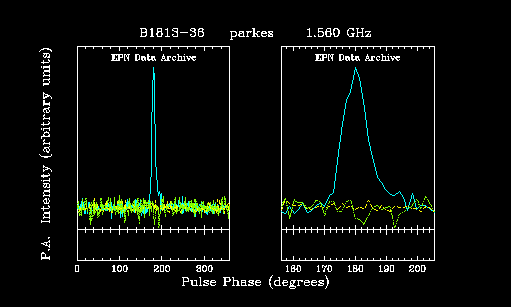 B1813-36 parkes 1.560 GHz
EPN Data Archive EPN Data Archive
P.A. Intensity (arbitrary units)
0 100 200 300 160 170 180 190 200
Pulse Phase (degrees)